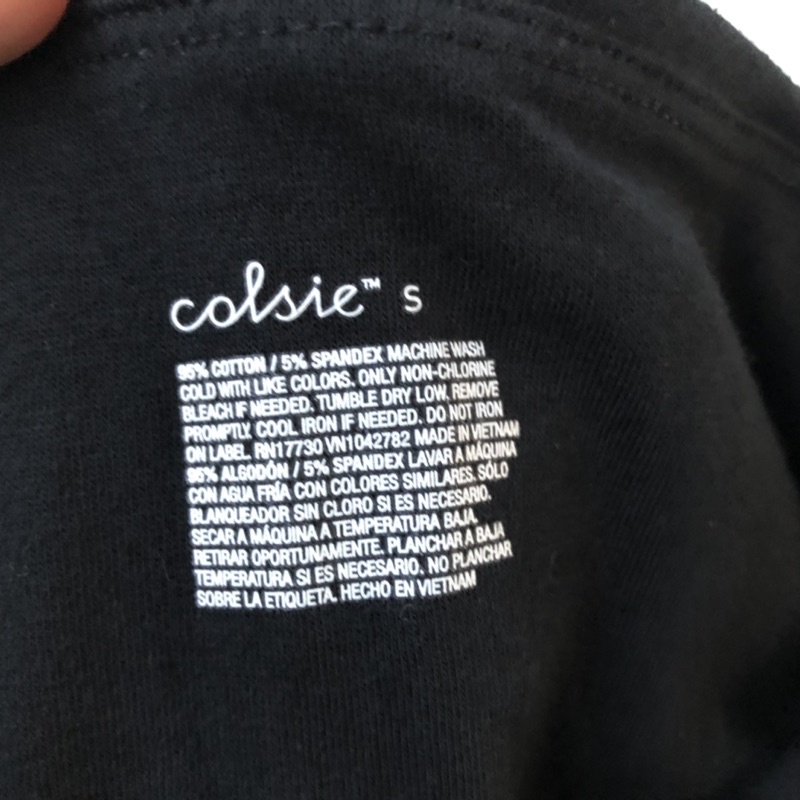 colsie™ S
95% COTTON / 5% SPANDEX MACHINE WASH
COLD WITH LIKE COLORS. ONLY NON-CHLORINE
BLEACH IF NEEDED. TUMBLE DRY LOW. REMOVE
PROMPTLY. COOL IRON IF NEEDED. DO NOT IRON
ON LABEL. RN17730 VN1042782 MADE IN VIETNAM
95% ALGODÓN / 5% SPANDEX LAVAR A MÁQUINA
CON AGUA FRÍA CON COLORES SIMILARES. SÓLO
BLANQUEADOR SIN CLORO SI ES NECESARIO.
SECAR A MÁQUINA A TEMPERATURA BAJA.
RETIRAR OPORTUNAMENTE. PLANCHAR A BAJA
TEMPERATURA SI ES NECESARIO. NO PLANCHAR
SOBRE LA ETIQUETA. HECHO EN VIETNAM